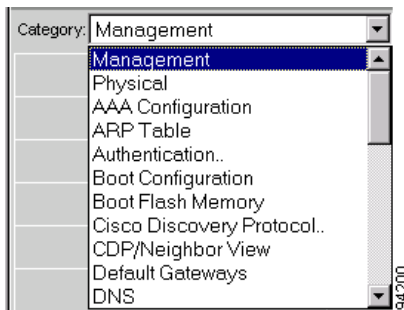 Category: Management
Management
Physical
AAA Configuration
ARP Table
Authentication..
Boot Configuration
Boot Flash Memory
Cisco Discovery Protocol..
CDP/Neighbor View
Default Gateways
DNS
94200